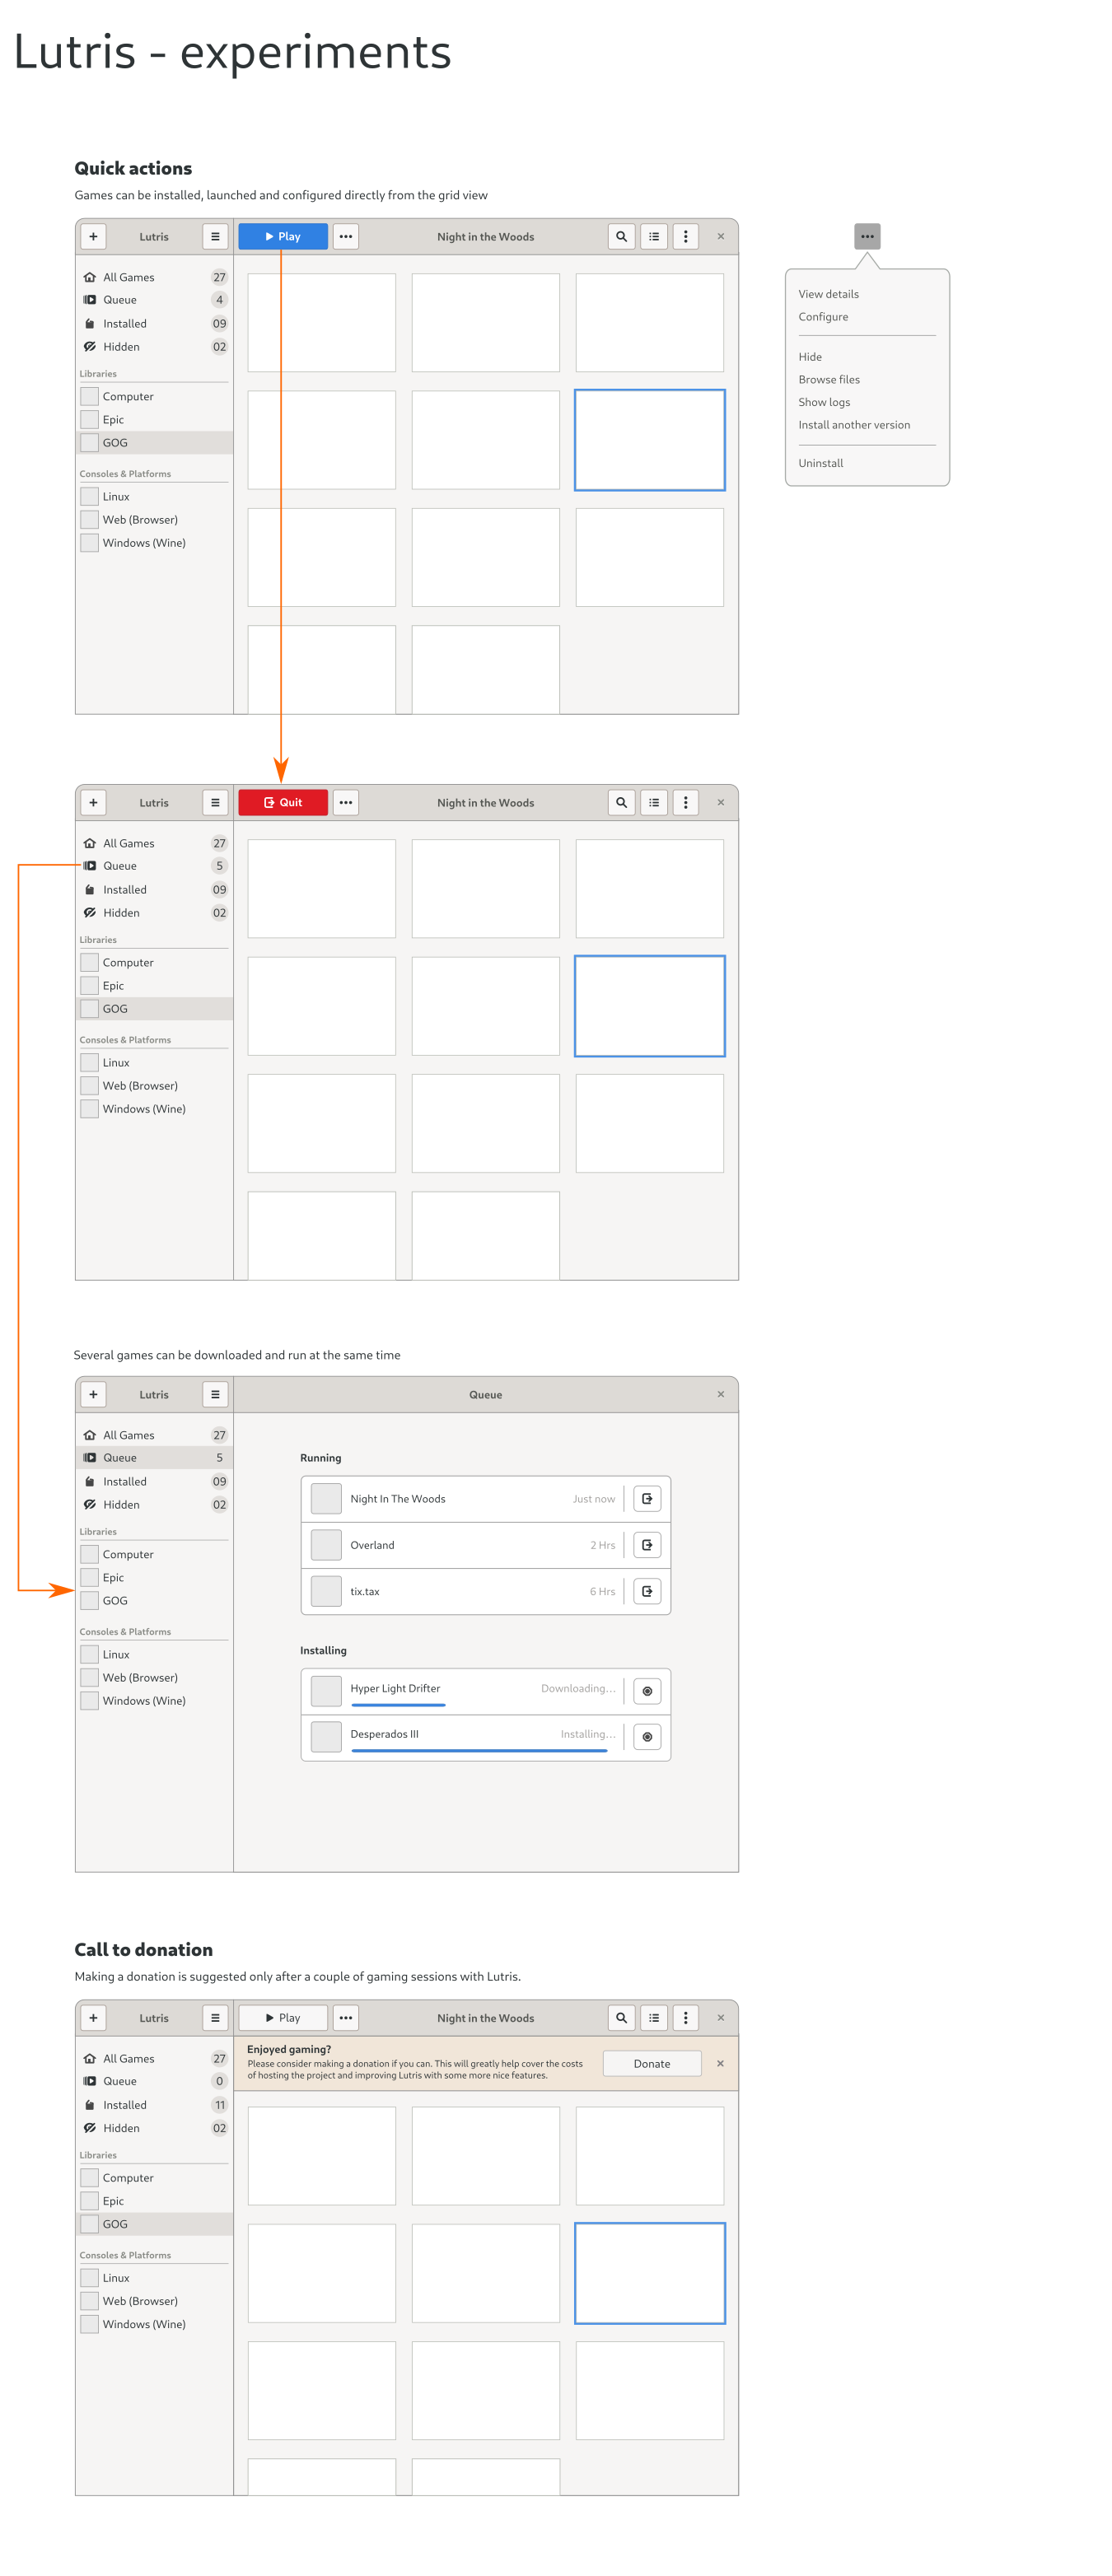 Lutris - experiments
Quick actions
Games can be installed, launched and configured directly from the grid view
Lutris
Play
Night in the Woods
All Games 27
Queue 4
Installed 09
Hidden 02
Libraries
Computer
Epic
GOG
Consoles & Platforms
Linux
Web (Browser)
Windows (Wine)
View details
Configure
Hide
Browse files
Show logs
Install another version
Uninstall
Lutris
Quit
Night in the Woods
All Games 27
Queue 5
Installed 09
Hidden 02
Libraries
Computer
Epic
GOG
Consoles & Platforms
Linux
Web (Browser)
Windows (Wine)
Several games can be downloaded and run at the same time
Lutris
Queue
All Games 27
Queue 5
Installed 09
Hidden 02
Libraries
Computer
Epic
GOG
Consoles & Platforms
Linux
Web (Browser)
Windows (Wine)
Running
Night In The Woods Just now
Overland 2 Hrs
tix.tax 6 Hrs
Installing
Hyper Light Drifter Downloading...
Desperados III Installing...
Call to donation
Making a donation is suggested only after a couple of gaming sessions with Lutris.
Lutris
Play
Night in the Woods
All Games 27
Queue 0
Installed 11
Hidden 02
Libraries
Computer
Epic
GOG
Consoles & Platforms
Linux
Web (Browser)
Windows (Wine)
Enjoyed gaming?
Please consider making a donation if you can. This will greatly help cover the costs
of hosting the project and improving Lutris with some more nice features.
Donate